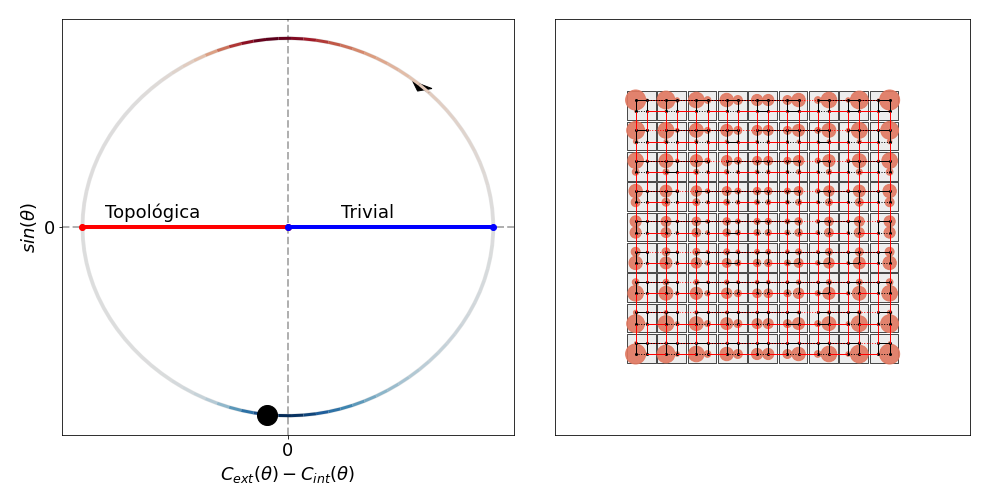 Topológica
Trivial
sin(θ)
0
0
C_ext(θ) − C_int(θ)